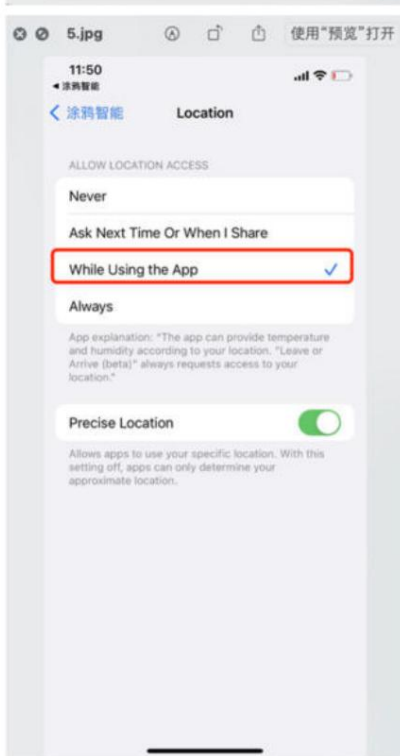 5.jpg
使用“预览”打开
11:50
◀ 涂鸦智能
涂鸦智能
Location
ALLOW LOCATION ACCESS
Never
Ask Next Time Or When I Share
While Using the App
Always
App explanation: "The app can provide temperature
and humidity according to your location. "Leave or
Arrive (beta)" always requests access to your
location."
Precise Location
Allows apps to use your specific location. With this
setting off, apps can only determine your
approximate location.